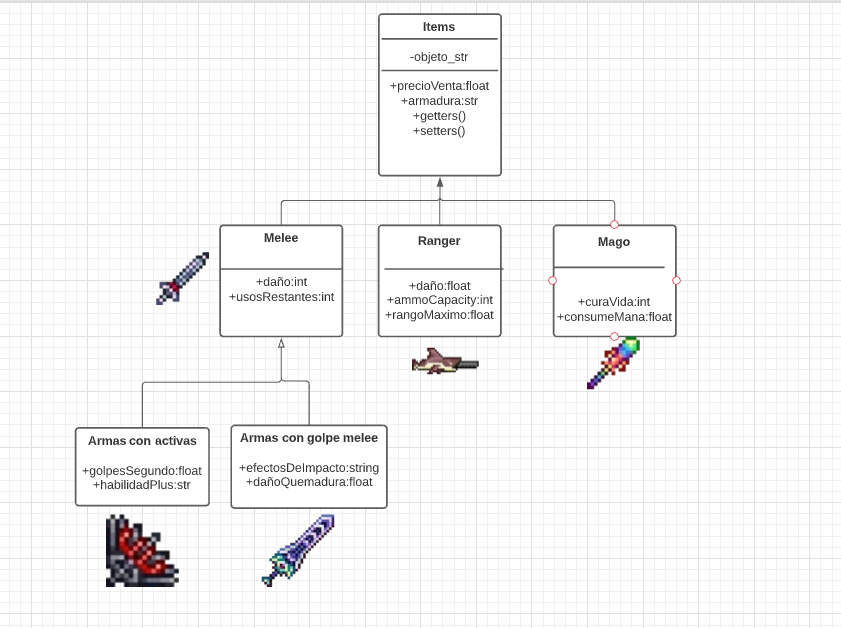 Items
-objeto_str
+precioVenta:float
+armadura:str
+getters()
+setters()
Melee
+daño:int
+usosRestantes:int
Ranger
+daño:float
+ammoCapacity:int
+rangoMaximo:float
Mago
+curaVida:int
+consumeMana:float
Armas con activas
+golpesSegundo:float
+habilidadPlus:str
Armas con golpe melee
+efectosDeImpacto:string
+dañoQuemadura:float